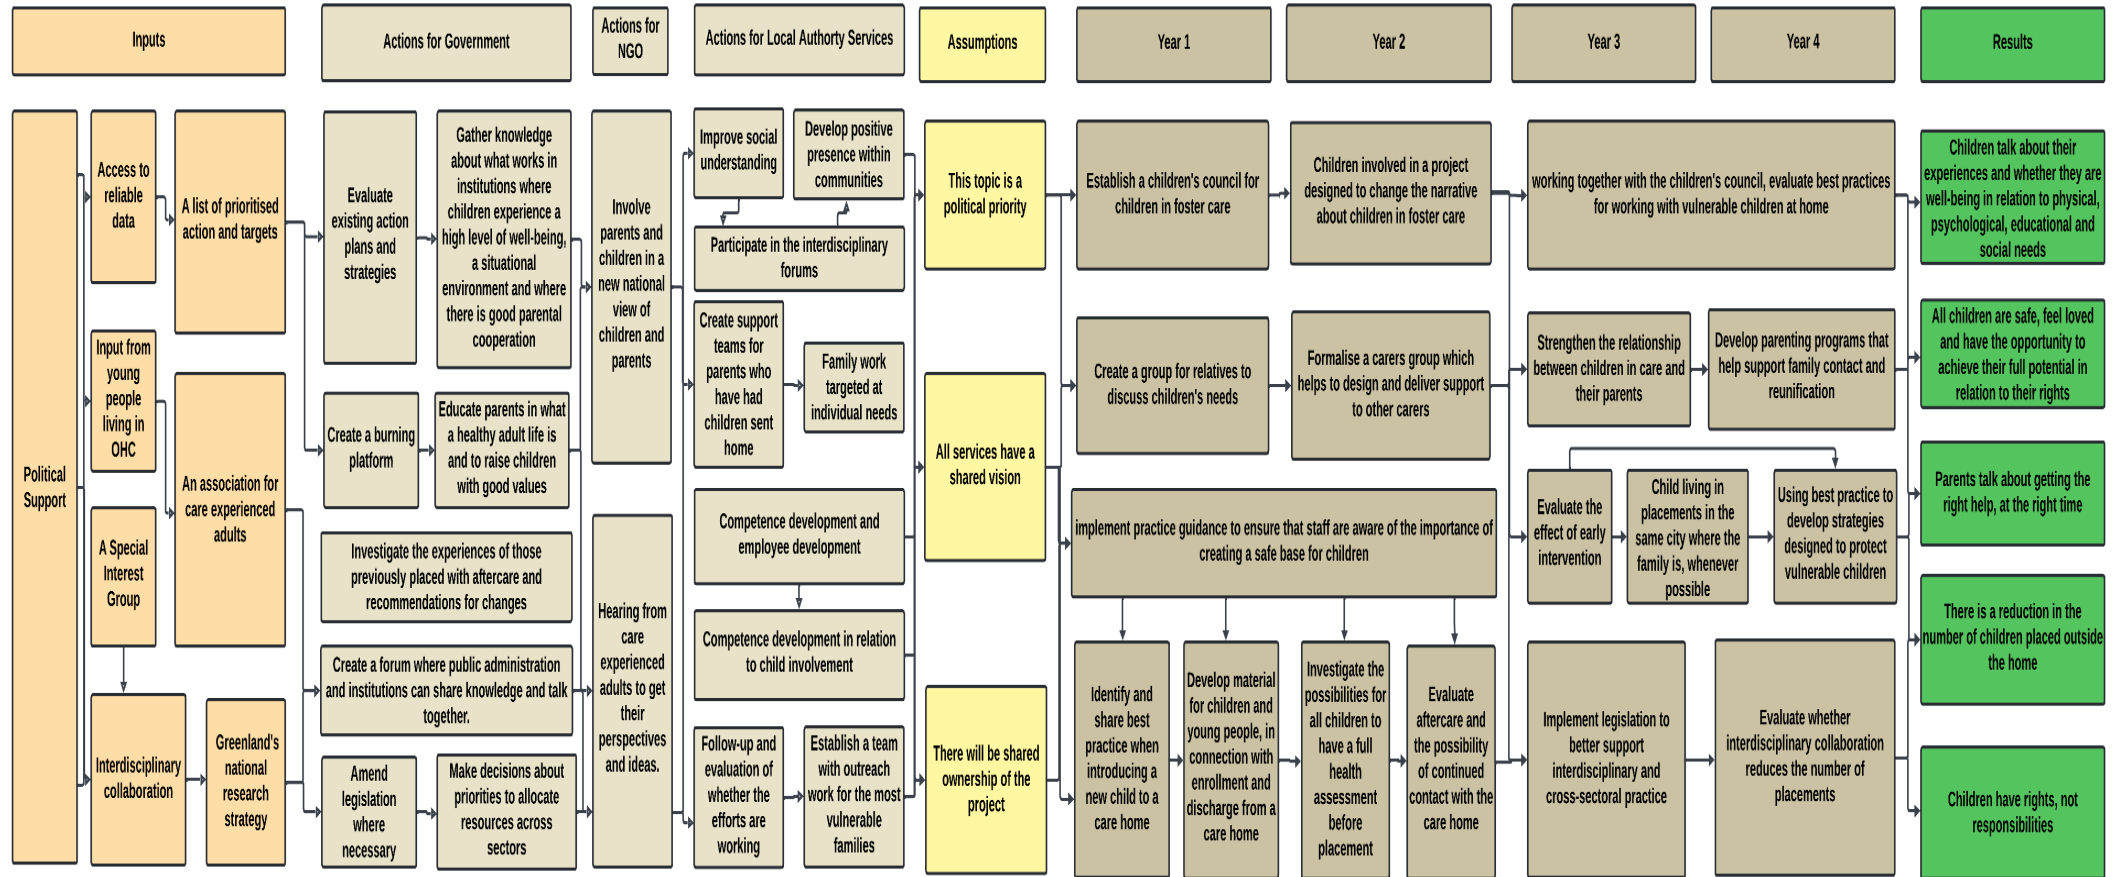 Inputs
Actions for Government
Actions for
NGO
Actions for Local Authorty Services
Assumptions
Year 1
Year 2
Year 3
Year 4
Results
Political
Support
Access to
reliable
data
Input from
young
people
living in
OHC
A Special
Interest
Group
Interdisciplinary
collaboration
A list of prioritised
action and targets
An association for
care experienced
adults
Greenland's
national
research
strategy
Evaluate
existing action
plans and
strategies
Gather knowledge
about what works in
institutions where
children experience a
high level of well-being,
a situational
environment and where
there is good parental
cooperation
Create a burning
platform
Educate parents in what
a healthy adult life is
and to raise children
with good values
Investigate the experiences of those
previously placed with aftercare and
recommendations for changes
Create a forum where public administration
and institutions can share knowledge and talk
together.
Amend
legislation
where
necessary
Make decisions about
priorities to allocate
resources across
sectors
Involve
parents and
children in a
new national
view of
children and
parents
Hearing from
care
experienced
adults to get
their
perspectives
and ideas.
Improve social
understanding
Develop positive
presence within
communities
Participate in the interdisciplinary
forums
Create support
teams for
parents who
have had
children sent
home
Family work
targeted at
individual needs
Competence development and
employee development
Competence development in relation
to child involvement
Follow-up and
evaluation of
whether the
efforts are
working
Establish a team
with outreach
work for the most
vulnerable
families
This topic is a
political priority
All services have a
shared vision
There will be shared
ownership of the
project
Establish a children's council for
children in foster care
Children involved in a project
designed to change the narrative
about children in foster care
working together with the children's council, evaluate best practices
for working with vulnerable children at home
Create a group for relatives to
discuss children's needs
Formalise a carers group which
helps to design and deliver support
to other carers
Strengthen the relationship
between children in care and
their parents
Develop parenting programs that
help support family contact and
reunification
implement practice guidance to ensure that staff are aware of the importance of
creating a safe base for children
Evaluate the
effect of early
intervention
Child living in
placements in the
same city where the
family is, whenever
possible
Using best practice to
develop strategies
designed to protect
vulnerable children
Identify and
share best
practice when
introducing a
new child to a
care home
Develop material
for children and
young people, in
connection with
enrollment and
discharge from a
care home
Investigate the
possibilities for
all children to
have a full
health
assessment
before
placement
Evaluate
aftercare and
the possibility
of continued
contact with the
care home
Implement legislation to
better support
interdisciplinary and
cross-sectoral practice
Evaluate whether
interdisciplinary collaboration
reduces the number of
placements
Children talk about their
experiences and whether they are
well-being in relation to physical,
psychological, educational and
social needs
All children are safe, feel loved
and have the opportunity to
achieve their full potential in
relation to their rights
Parents talk about getting the
right help, at the right time
There is a reduction in the
number of children placed outside
the home
Children have rights, not
responsibilities